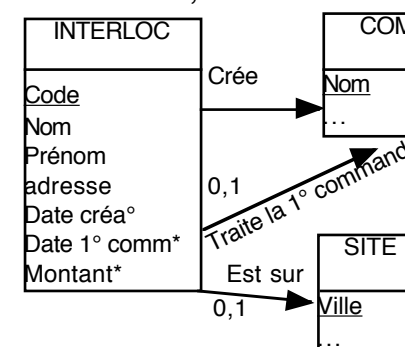 INTERLOC
Code
Nom
Prénom
adresse
Date créa°
Date 1° comm*
Montant*
Crée
0,1
Traite la 1° command
Est sur
0,1
COM
Nom
...
SITE
Ville
...